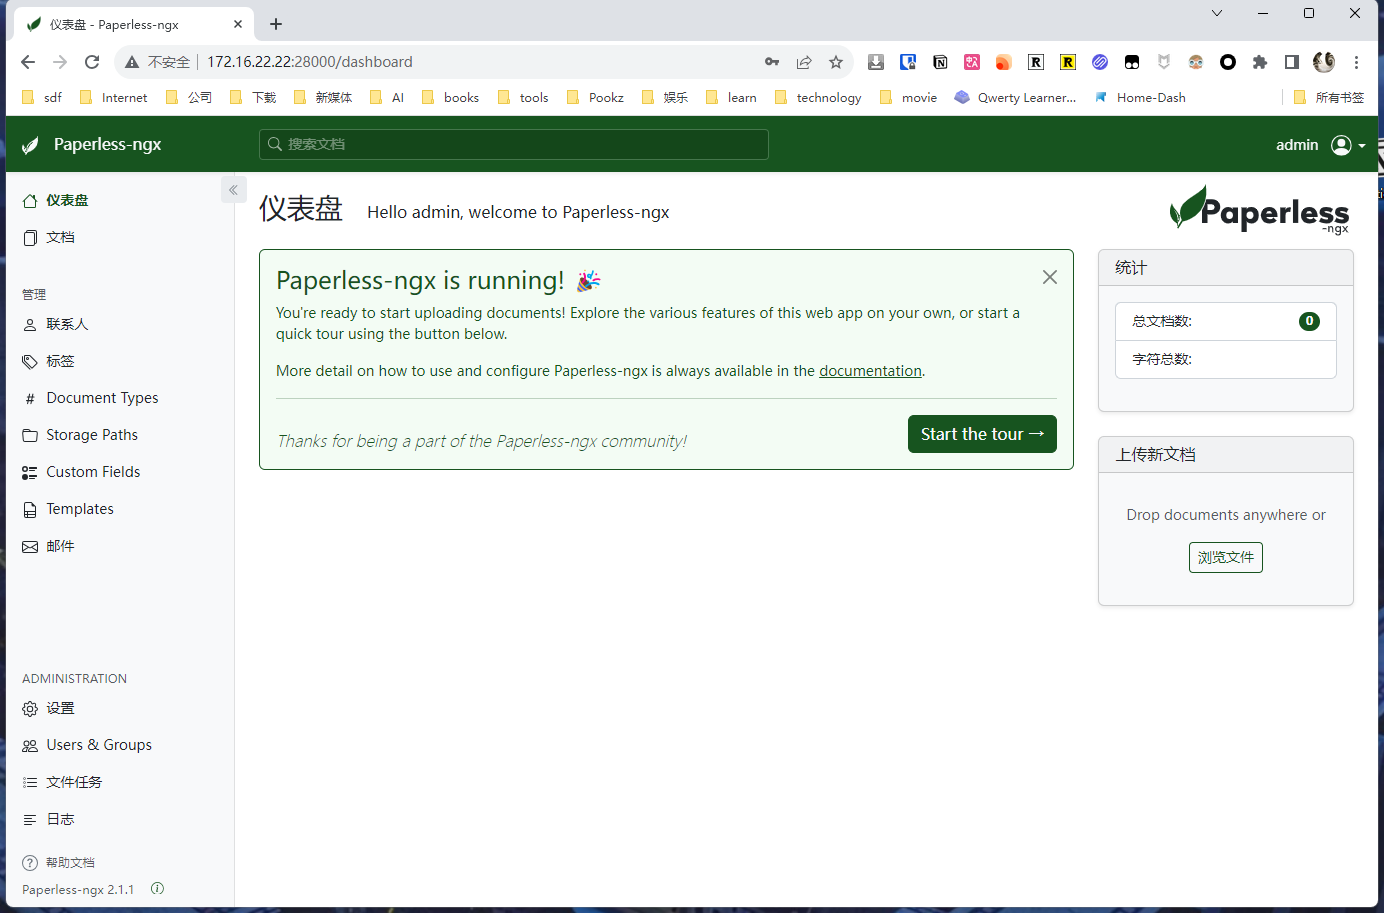 仪表盘 - Paperless-ngx
不安全 172.16.22.22:28000/dashboard
sdf Internet 公司 下载 新媒体 AI books tools Pookz 娱乐 learn technology movie Qwerty Learner... Home-Dash 所有书签
Paperless-ngx 搜索文档 admin
仪表盘
文档
管理
联系人
标签
Document Types
Storage Paths
Custom Fields
Templates
邮件
ADMINISTRATION
设置
Users & Groups
文件任务
日志
帮助文档
Paperless-ngx 2.1.1
仪表盘 Hello admin, welcome to Paperless-ngx
Paperless
-ngx
Paperless-ngx is running! 🎉
You're ready to start uploading documents! Explore the various features of this web app on your own, or start a
quick tour using the button below.
More detail on how to use and configure Paperless-ngx is always available in the documentation.
Thanks for being a part of the Paperless-ngx community!
Start the tour →
统计
总文档数: 0
字符总数:
上传新文档
Drop documents anywhere or
浏览文件